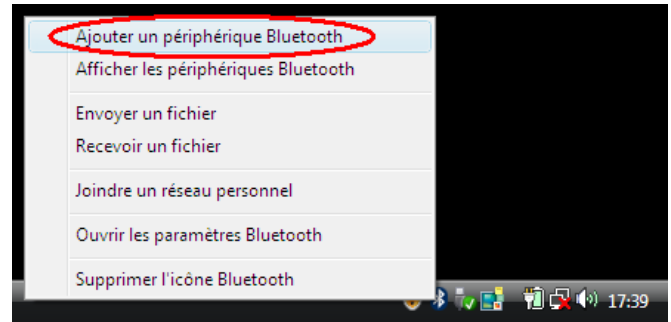 Ajouter un périphérique Bluetooth
Afficher les périphériques Bluetooth
Envoyer un fichier
Recevoir un fichier
Joindre un réseau personnel
Ouvrir les paramètres Bluetooth
Supprimer l'icône Bluetooth
17:39